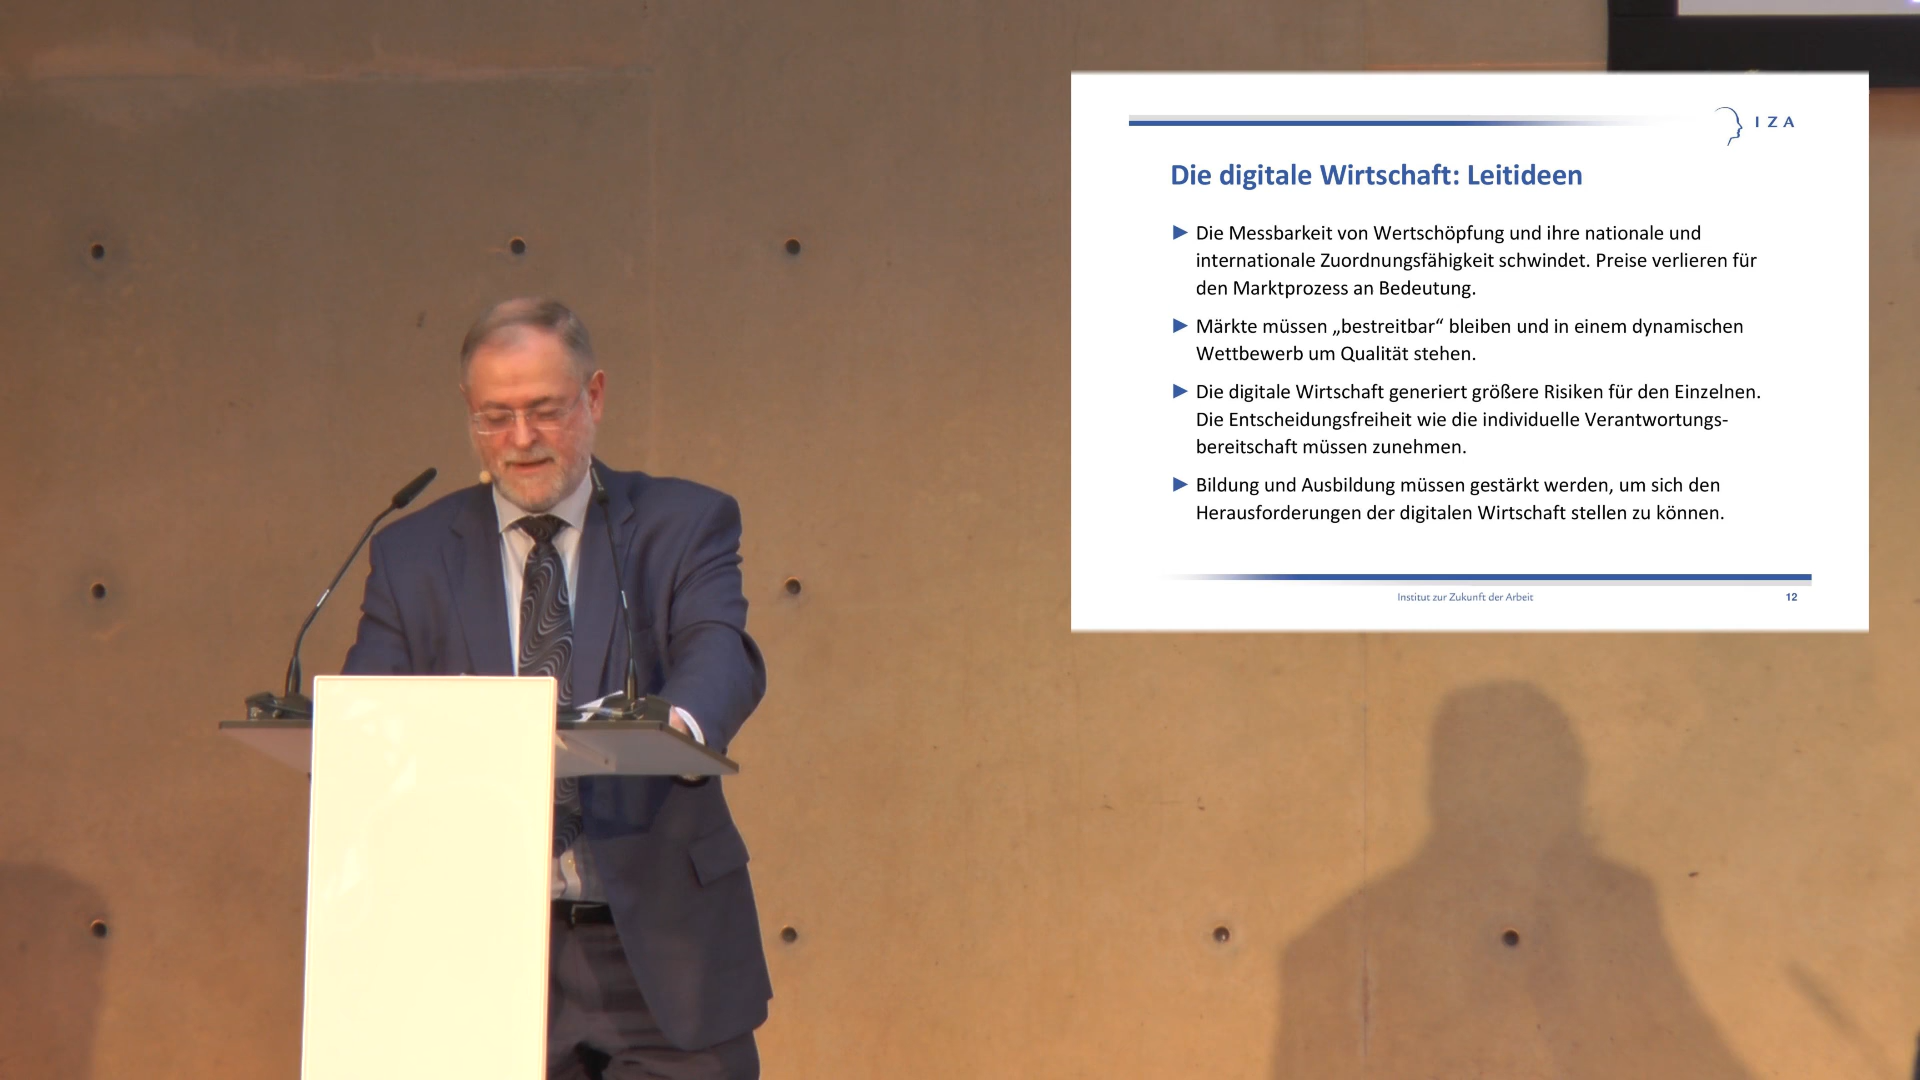 IZA
Die digitale Wirtschaft: Leitideen
► Die Messbarkeit von Wertschöpfung und ihre nationale und
internationale Zuordnungsfähigkeit schwindet. Preise verlieren für
den Marktprozess an Bedeutung.
► Märkte müssen „bestreitbar“ bleiben und in einem dynamischen
Wettbewerb um Qualität stehen.
► Die digitale Wirtschaft generiert größere Risiken für den Einzelnen.
Die Entscheidungsfreiheit wie die individuelle Verantwortungs-
bereitschaft müssen zunehmen.
► Bildung und Ausbildung müssen gestärkt werden, um sich den
Herausforderungen der digitalen Wirtschaft stellen zu können.
Institut zur Zukunft der Arbeit 12